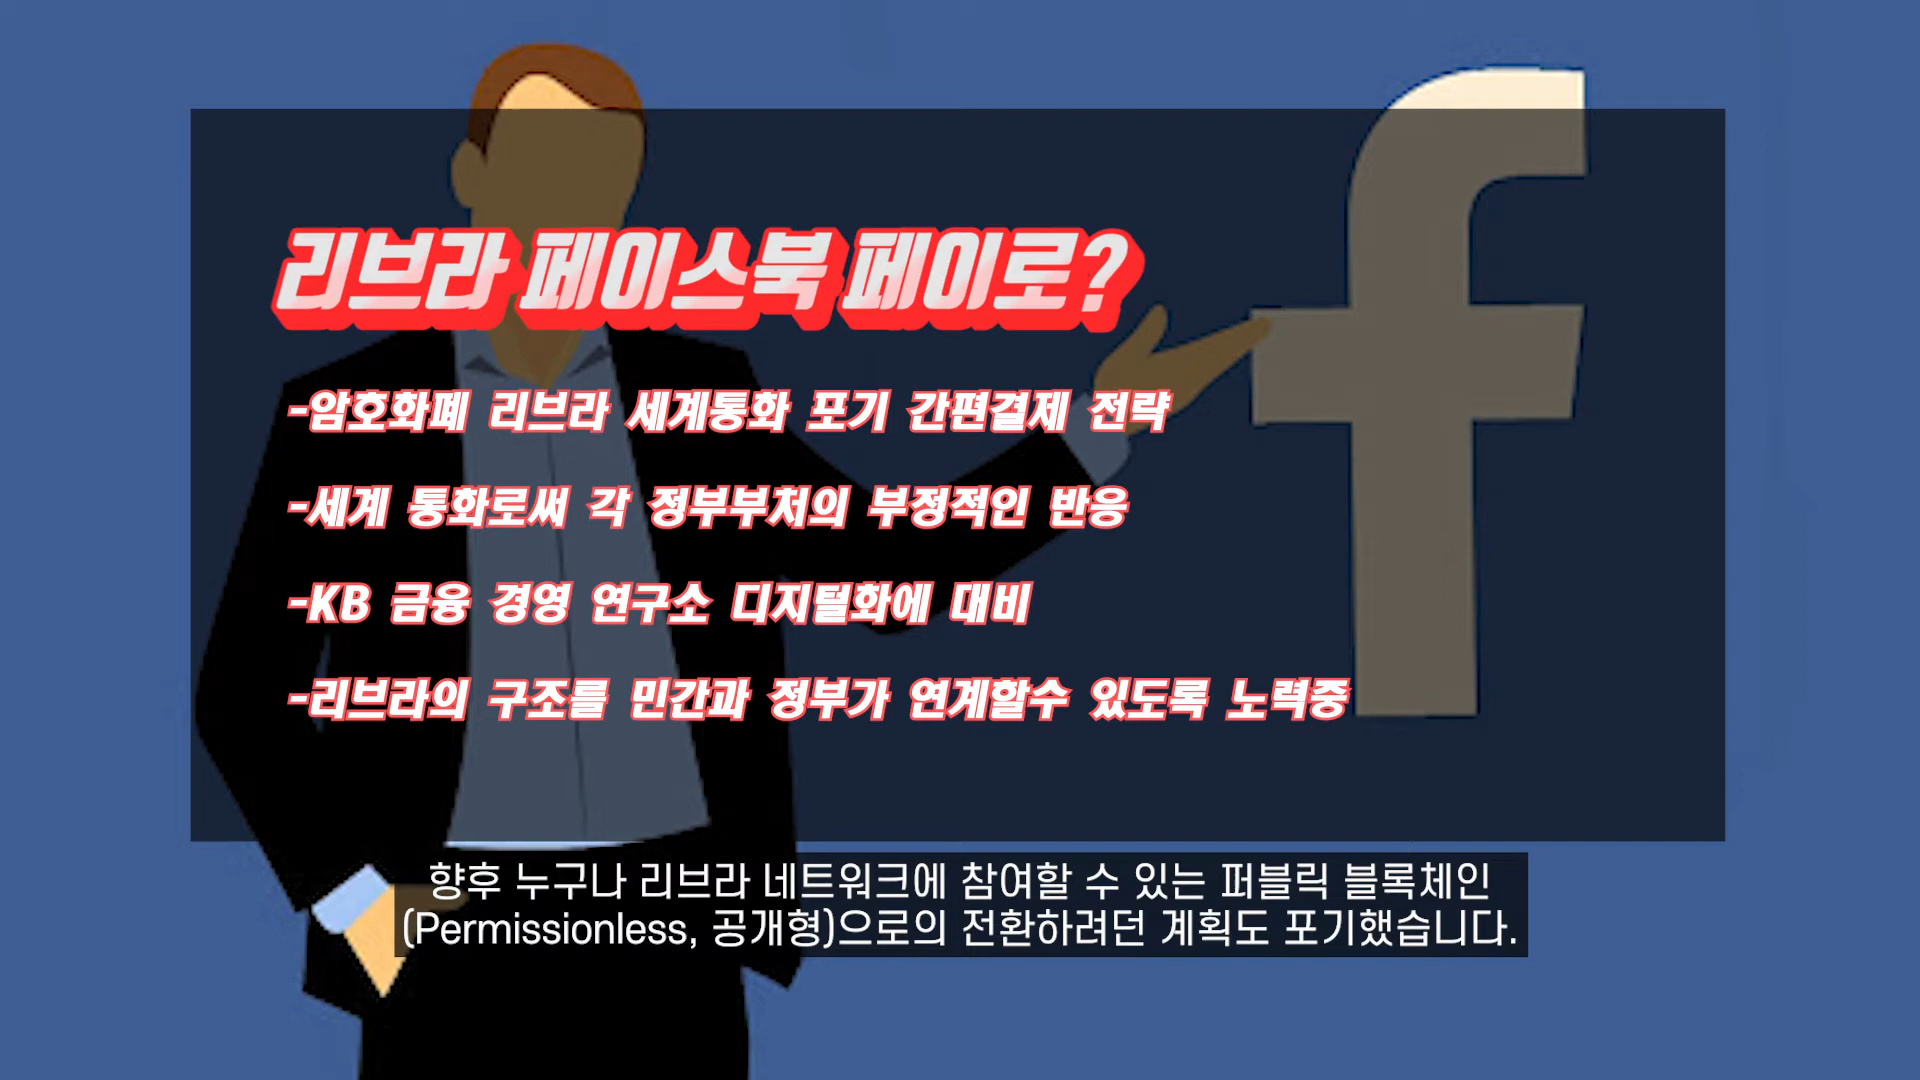 리브라 페이스북 페이로?
-암호화폐 리브라 세계통화 포기 간편결제 전략
-세계 통화로써 각 정부부처의 부정적인 반응
-KB 금융 경영 연구소 디지털화에 대비
-리브라의 구조를 민간과 정부가 연계할수 있도록 노력중
향후 누구나 리브라 네트워크에 참여할 수 있는 퍼블릭 블록체인
(Permissionless, 공개형)으로의 전환하려던 계획도 포기했습니다.